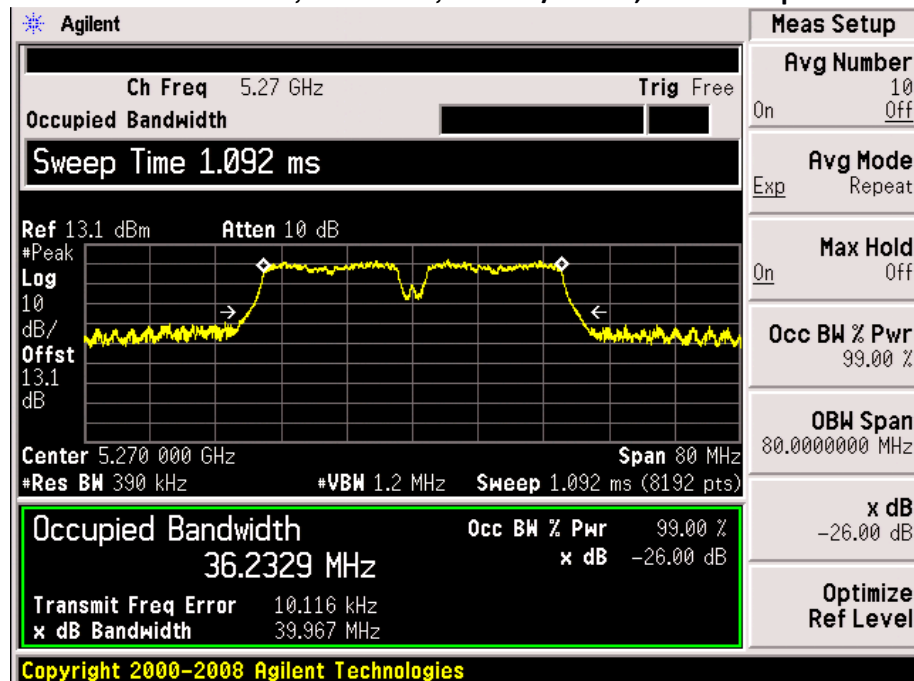 Agilent
Ch Freq 5.27 GHz Trig Free
Occupied Bandwidth
Sweep Time 1.092 ms
Ref 13.1 dBm Atten 10 dB
#Peak
Log
10
dB/
Offst
13.1
dB
Center 5.270 000 GHz Span 80 MHz
#Res BW 390 kHz #VBW 1.2 MHz Sweep 1.092 ms (8192 pts)
Occupied Bandwidth Occ BW % Pwr 99.00 %
36.2329 MHz x dB -26.00 dB
Transmit Freq Error 10.116 kHz
x dB Bandwidth 39.967 MHz
Copyright 2000-2008 Agilent Technologies
Meas Setup
Avg Number
10
On Off
Avg Mode
Exp Repeat
Max Hold
On Off
Occ BW % Pwr
99.00 %
OBW Span
80.0000000 MHz
x dB
-26.00 dB
Optimize
Ref Level